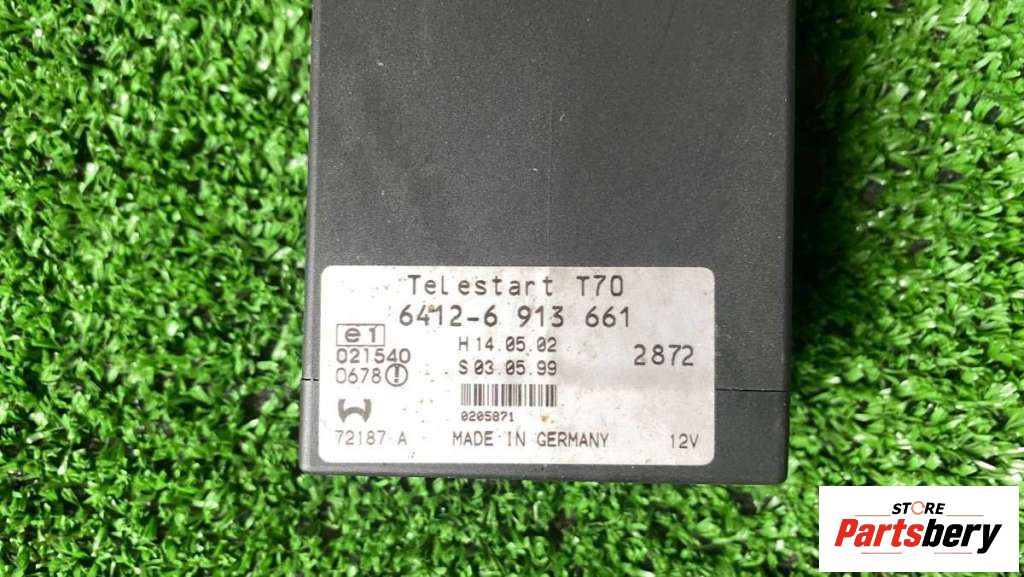 Telestart T70
6412-6 913 661
e1
H 14.05.02
2872
021540
S 03.05.99
0678
0205871
72187 A MADE IN GERMANY 12V
STORE
Partsbery